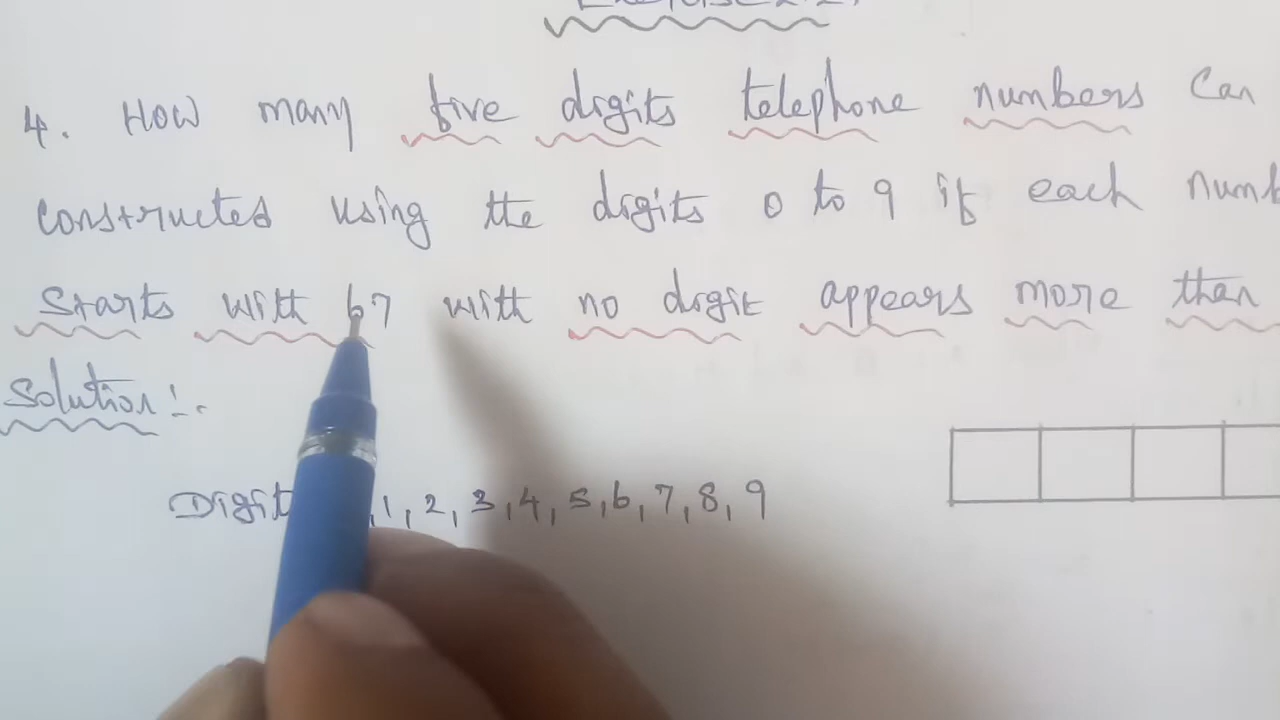 4. How many five digits telephone numbers can
constructed using the digits 0 to 9 if each
starts with 67 with no digit appears more than
Solution:-
Digit , 1, 2, 3, 4, 5, 6, 7, 8, 9